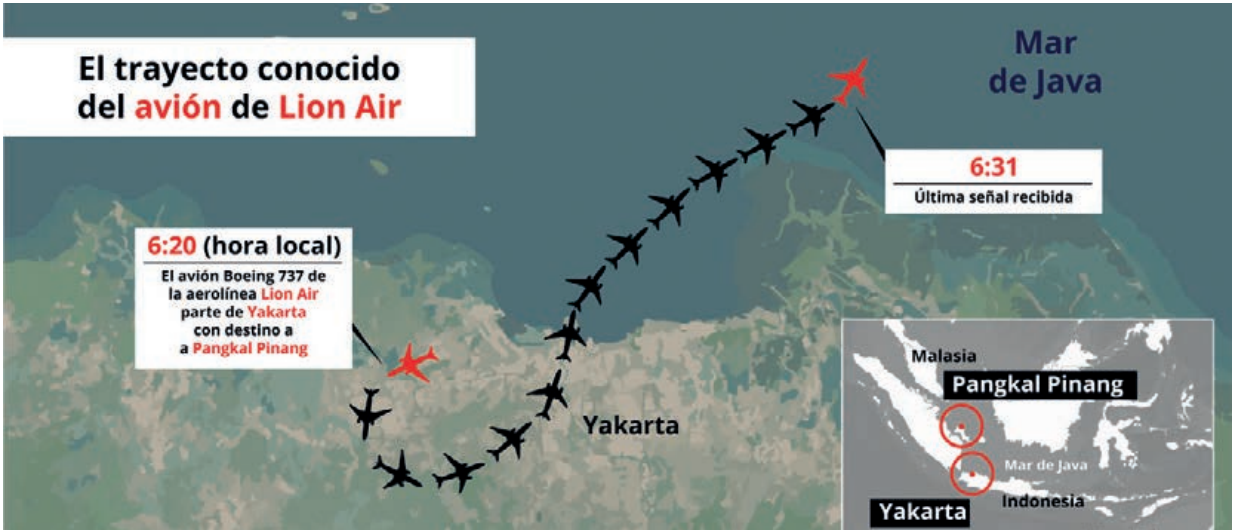 El trayecto conocido
del avión de Lion Air
Mar
de Java
6:31
Última señal recibida
6:20 (hora local)
El avión Boeing 737 de
la aerolínea Lion Air
parte de Yakarta
con destino a
a Pangkal Pinang
Yakarta
Malasia
Pangkal Pinang
Mar de Java
Indonesia
Yakarta